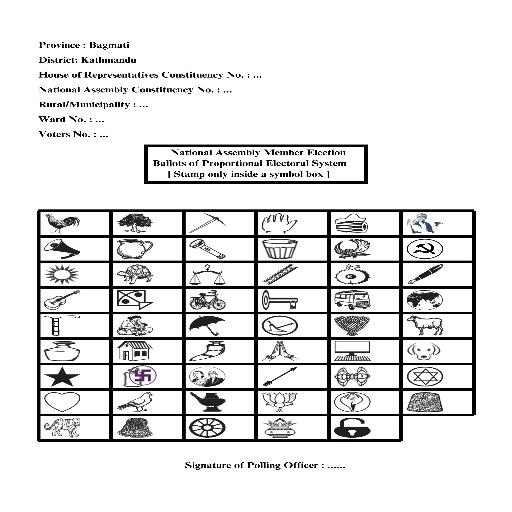 Province : Bagmati
District: Kathmandu
House of Representatives Constituency No. : ...
National Assembly Constituency No. : ...
Rural/Municipality : ...
Ward No. : ...
Voters No. : ...
National Assembly Member Election
Ballots of Proportional Electoral System
[ Stamp only inside a symbol box ]
Signature of Polling Officer : ......